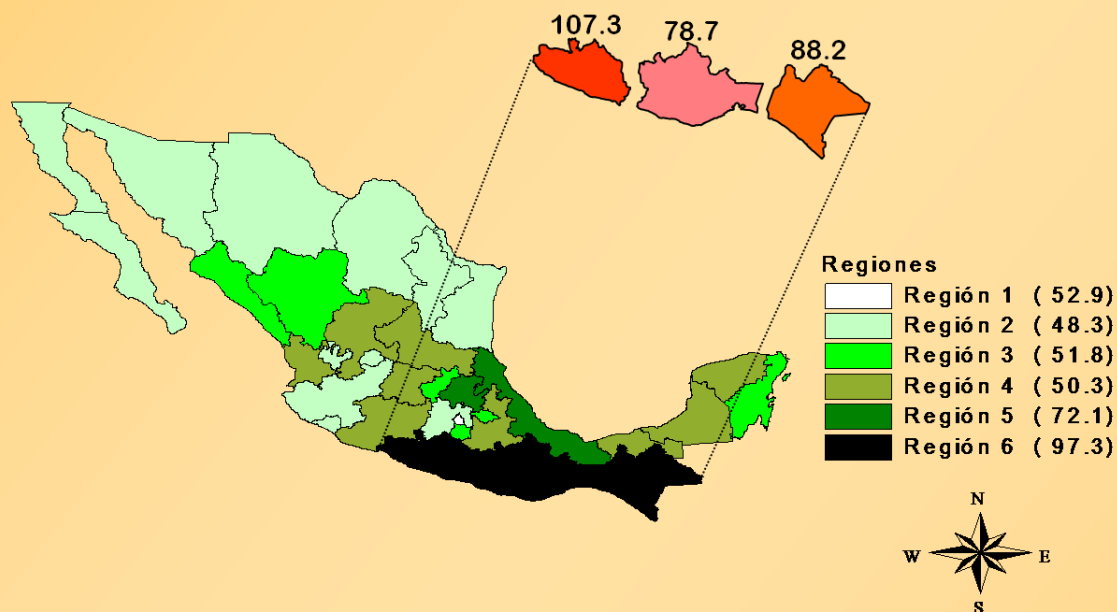 107.3
78.7
88.2
Regiones
Región 1 ( 52.9)
Región 2 ( 48.3)
Región 3 ( 51.8)
Región 4 ( 50.3)
Región 5 ( 72.1)
Región 6 ( 97.3)
N
W E
S